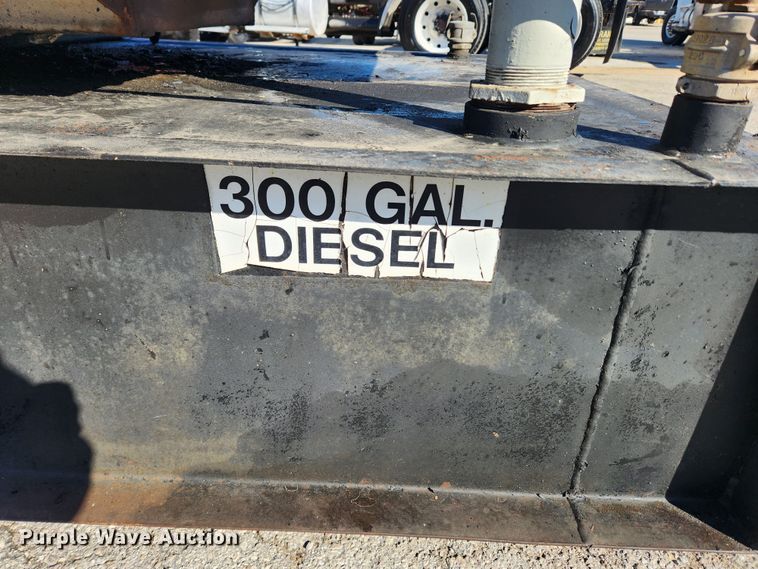 300 GAL.
DIESEL
Purple Wave Auction